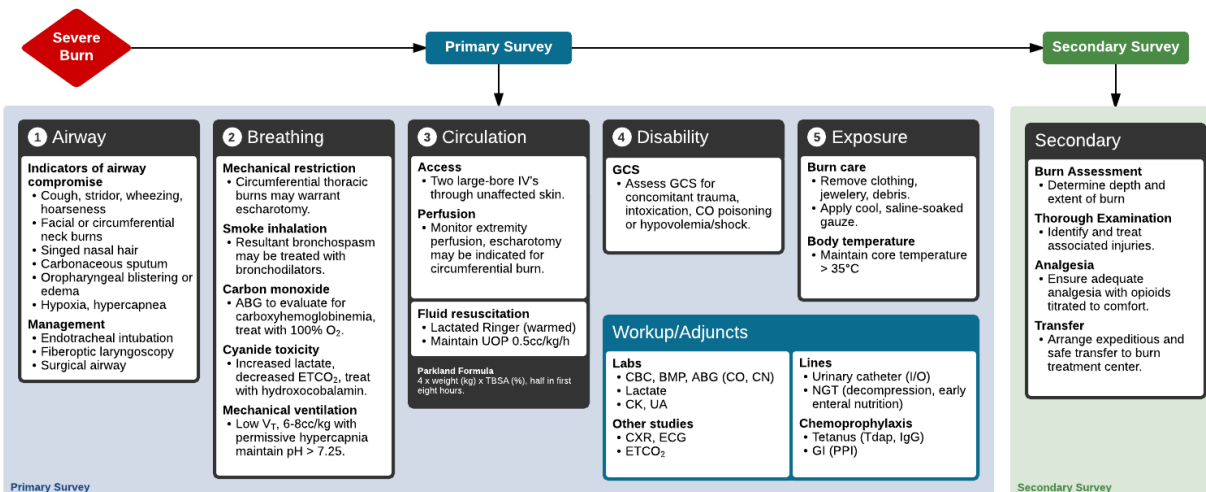 Severe
Burn
Primary Survey
Secondary Survey
1 Airway
Indicators of airway
compromise
• Cough, stridor, wheezing,
hoarseness
• Facial or circumferential
neck burns
• Singed nasal hair
• Carbonaceous sputum
• Oropharyngeal blistering or
edema
• Hypoxia, hypercapnea
Management
• Endotracheal intubation
• Fiberoptic laryngoscopy
• Surgical airway
2 Breathing
Mechanical restriction
• Circumferential thoracic
burns may warrant
escharotomy.
Smoke inhalation
• Resultant bronchospasm
may be treated with
bronchodilators.
Carbon monoxide
• ABG to evaluate for
carboxyhemoglobinemia,
treat with 100% O₂.
Cyanide toxicity
• Increased lactate,
decreased ETCO₂, treat
with hydroxocobalamin.
Mechanical ventilation
• Low V_T, 6-8cc/kg with
permissive hypercapnia
maintain pH > 7.25.
3 Circulation
Access
• Two large-bore IV's
through unaffected skin.
Perfusion
• Monitor extremity
perfusion, escharotomy
may be indicated for
circumferential burn.
Fluid resuscitation
• Lactated Ringer (warmed)
• Maintain UOP 0.5cc/kg/h
Parkland Formula
4 x weight (kg) x TBSA (%), half in first
eight hours.
4 Disability
GCS
• Assess GCS for
concomitant trauma,
intoxication, CO poisoning
or hypovolemia/shock.
5 Exposure
Burn care
• Remove clothing,
jewelery, debris.
• Apply cool, saline-soaked
gauze.
Body temperature
• Maintain core temperature
> 35°C
Workup/Adjuncts
Labs
• CBC, BMP, ABG (CO, CN)
• Lactate
• CK, UA
Other studies
• CXR, ECG
• ETCO₂
Lines
• Urinary catheter (I/O)
• NGT (decompression, early
enteral nutrition)
Chemoprophylaxis
• Tetanus (Tdap, IgG)
• GI (PPI)
Primary Survey
Secondary
Burn Assessment
• Determine depth and
extent of burn
Thorough Examination
• Identify and treat
associated injuries.
Analgesia
• Ensure adequate
analgesia with opioids
titrated to comfort.
Transfer
• Arrange expeditious and
safe transfer to burn
treatment center.
Secondary Survey